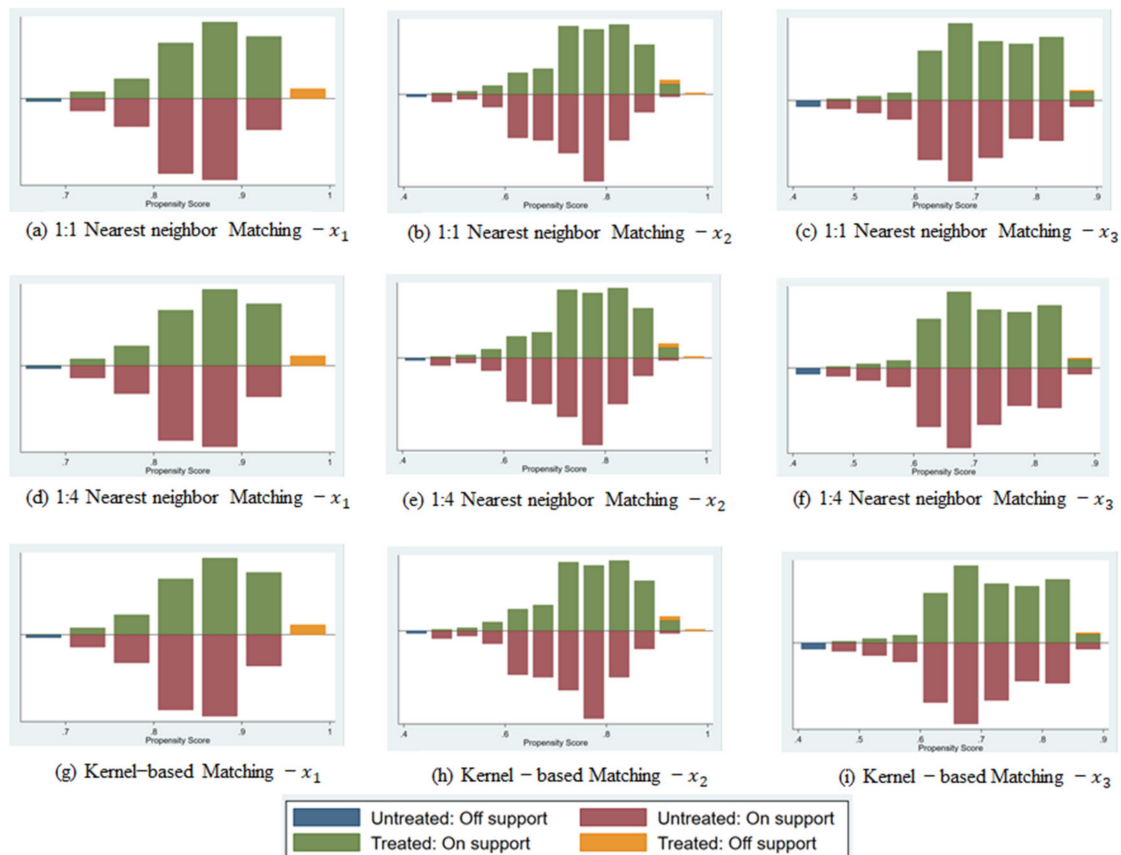 .7 .8 .9 1
Propensity Score
(a) 1:1 Nearest neighbor Matching − x₁
.4 .6 .8 1
Propensity Score
(b) 1:1 Nearest neighbor Matching − x₂
.4 .5 .6 .7 .8 .9
Propensity Score
(c) 1:1 Nearest neighbor Matching − x₃
.7 .8 .9 1
Propensity Score
(d) 1:4 Nearest neighbor Matching − x₁
.4 .6 .8 1
Propensity Score
(e) 1:4 Nearest neighbor Matching − x₂
.4 .5 .6 .7 .8 .9
Propensity Score
(f) 1:4 Nearest neighbor Matching − x₃
.7 .8 .9 1
Propensity Score
(g) Kernel−based Matching − x₁
.4 .6 .8 1
Propensity Score
(h) Kernel − based Matching − x₂
.4 .5 .6 .7 .8 .9
Propensity Score
(i) Kernel − based Matching − x₃
Untreated: Off support Untreated: On support
Treated: On support Treated: Off support